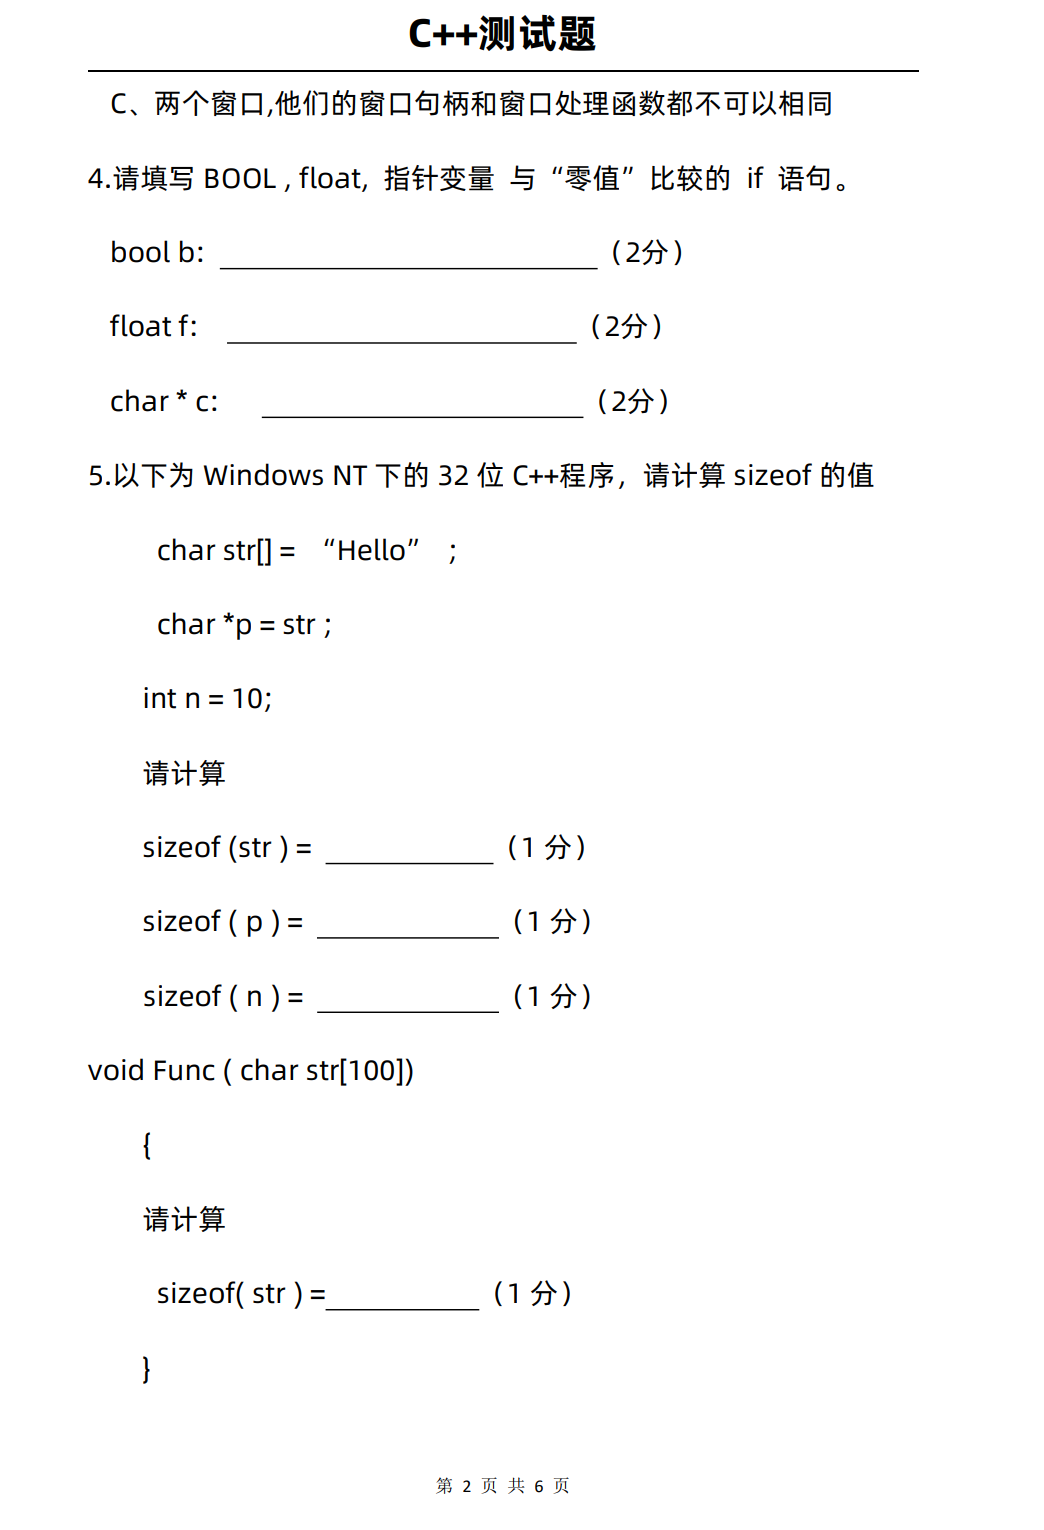 C++测试题
C、两个窗口,他们的窗口句柄和窗口处理函数都不可以相同
4.请填写 BOOL , float, 指针变量 与“零值”比较的 if 语句。
bool b: ____________________（2分）
float f: ____________________（2分）
char * c: ____________________（2分）
5.以下为 Windows NT 下的 32 位 C++程序，请计算 sizeof 的值
char str[] = “Hello” ;
char *p = str ;
int n = 10;
请计算
sizeof (str ) = __________（1 分）
sizeof ( p ) = __________（1 分）
sizeof ( n ) = __________（1 分）
void Func ( char str[100])
{
请计算
sizeof( str ) =__________（1 分）
}
第 2 页 共 6 页